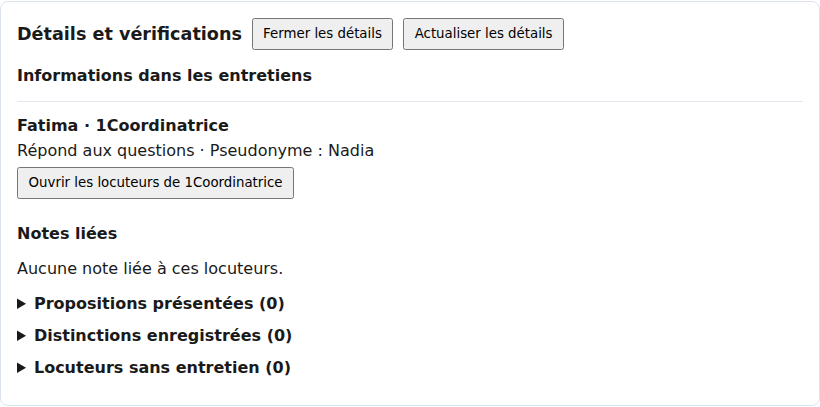 Détails et vérifications Fermer les détails Actualiser les détails
Informations dans les entretiens
Fatima · 1Coordinatrice
Répond aux questions · Pseudonyme : Nadia
Ouvrir les locuteurs de 1Coordinatrice
Notes liées
Aucune note liée à ces locuteurs.
Propositions présentées (0)
Distinctions enregistrées (0)
Locuteurs sans entretien (0)